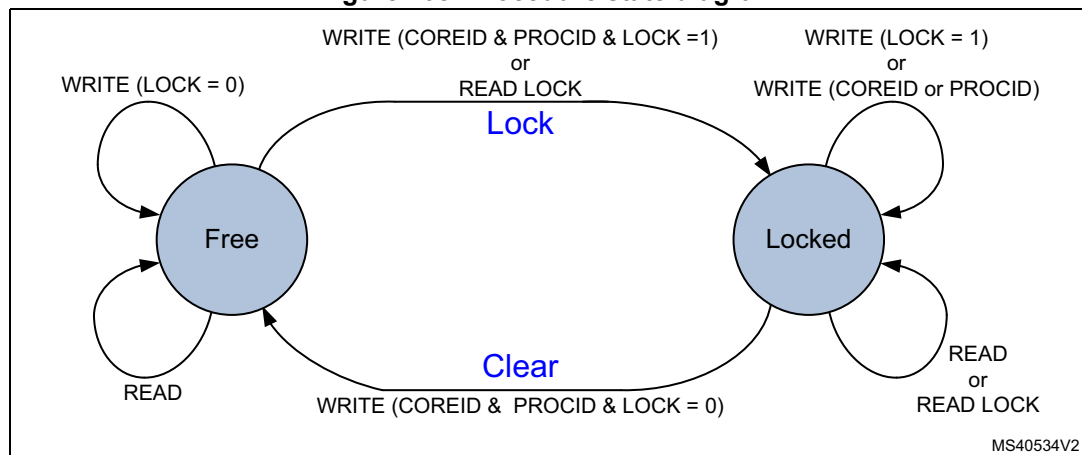 WRITE (COREID & PROCID & LOCK =1)
or
READ LOCK
Lock
WRITE (LOCK = 1)
or
WRITE (COREID or PROCID)
WRITE (LOCK = 0)
Free
Locked
READ
Clear
WRITE (COREID & PROCID & LOCK = 0)
READ
or
READ LOCK
MS40534V2